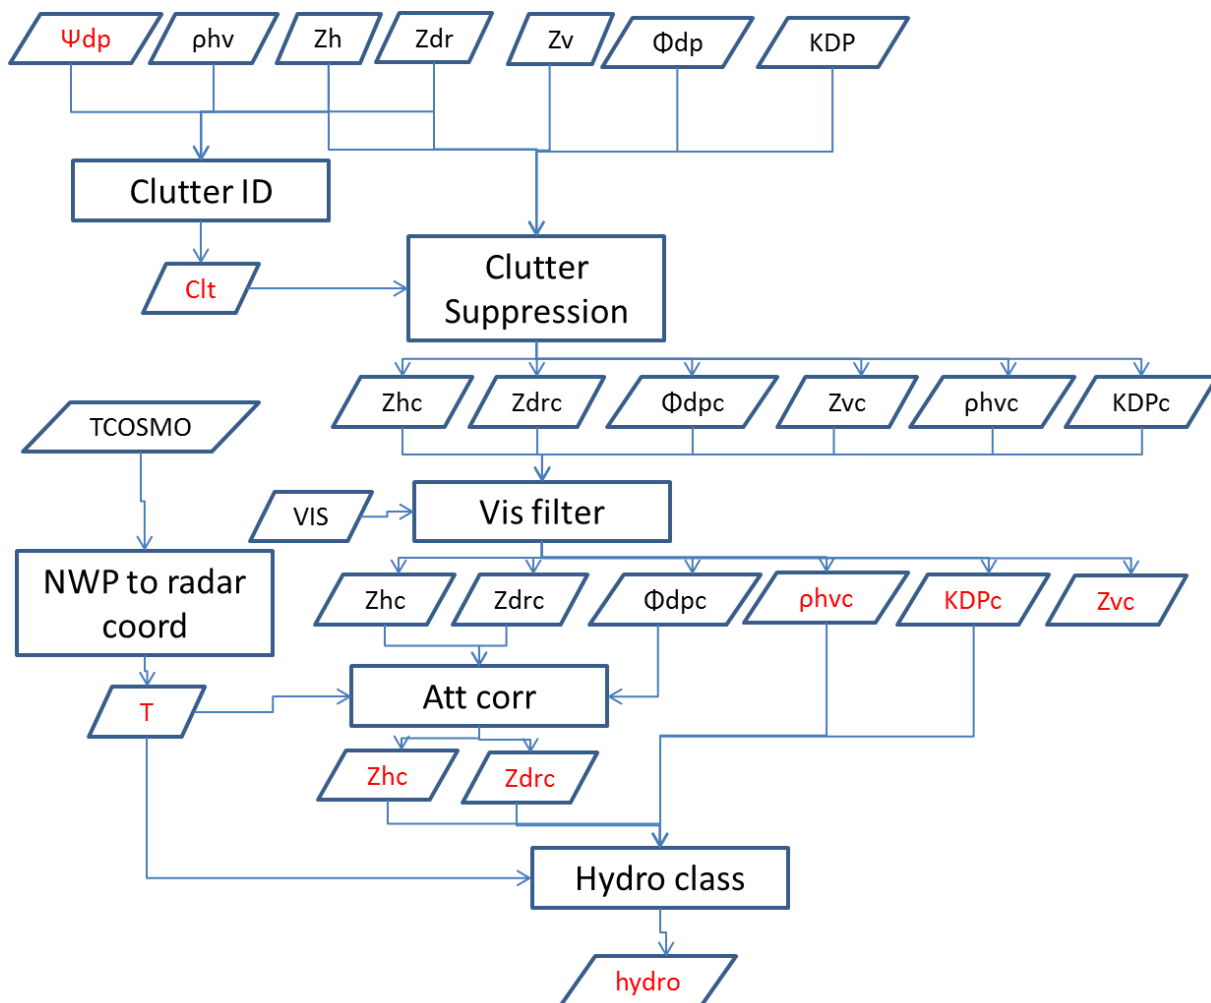 Ψdp
ρhv
Zh
Zdr
Zv
Φdp
KDP
Clutter ID
Clt
Clutter
Suppression
Zhc
Zdrc
Φdpc
Zvc
ρhvc
KDPc
TCOSMO
VIS
Vis filter
NWP to radar
coord
Zhc
Zdrc
Φdpc
ρhvc
KDPc
Zvc
T
Att corr
Zhc
Zdrc
Hydro class
hydro